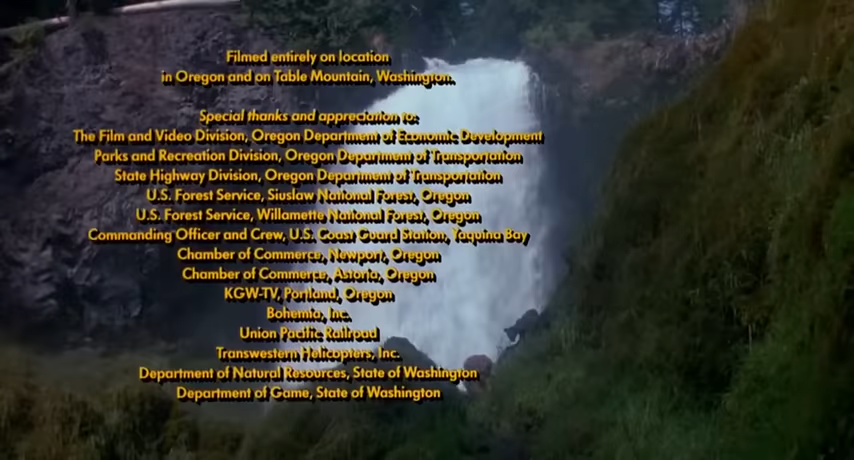 Filmed entirely on location
in Oregon and on Table Mountain, Washington.
Special thanks and appreciation to:
The Film and Video Division, Oregon Department of Economic Development
Parks and Recreation Division, Oregon Department of Transportation
State Highway Division, Oregon Department of Transportation
U.S. Forest Service, Siuslaw National Forest, Oregon
U.S. Forest Service, Willamette National Forest, Oregon
Commanding Officer and Crew, U.S. Coast Guard Station, Yaquina Bay
Chamber of Commerce, Newport, Oregon
Chamber of Commerce, Astoria, Oregon
KGW-TV, Portland, Oregon
Bohemia, Inc.
Union Pacific Railroad
Transwestern Helicopters, Inc.
Department of Natural Resources, State of Washington
Department of Game, State of Washington